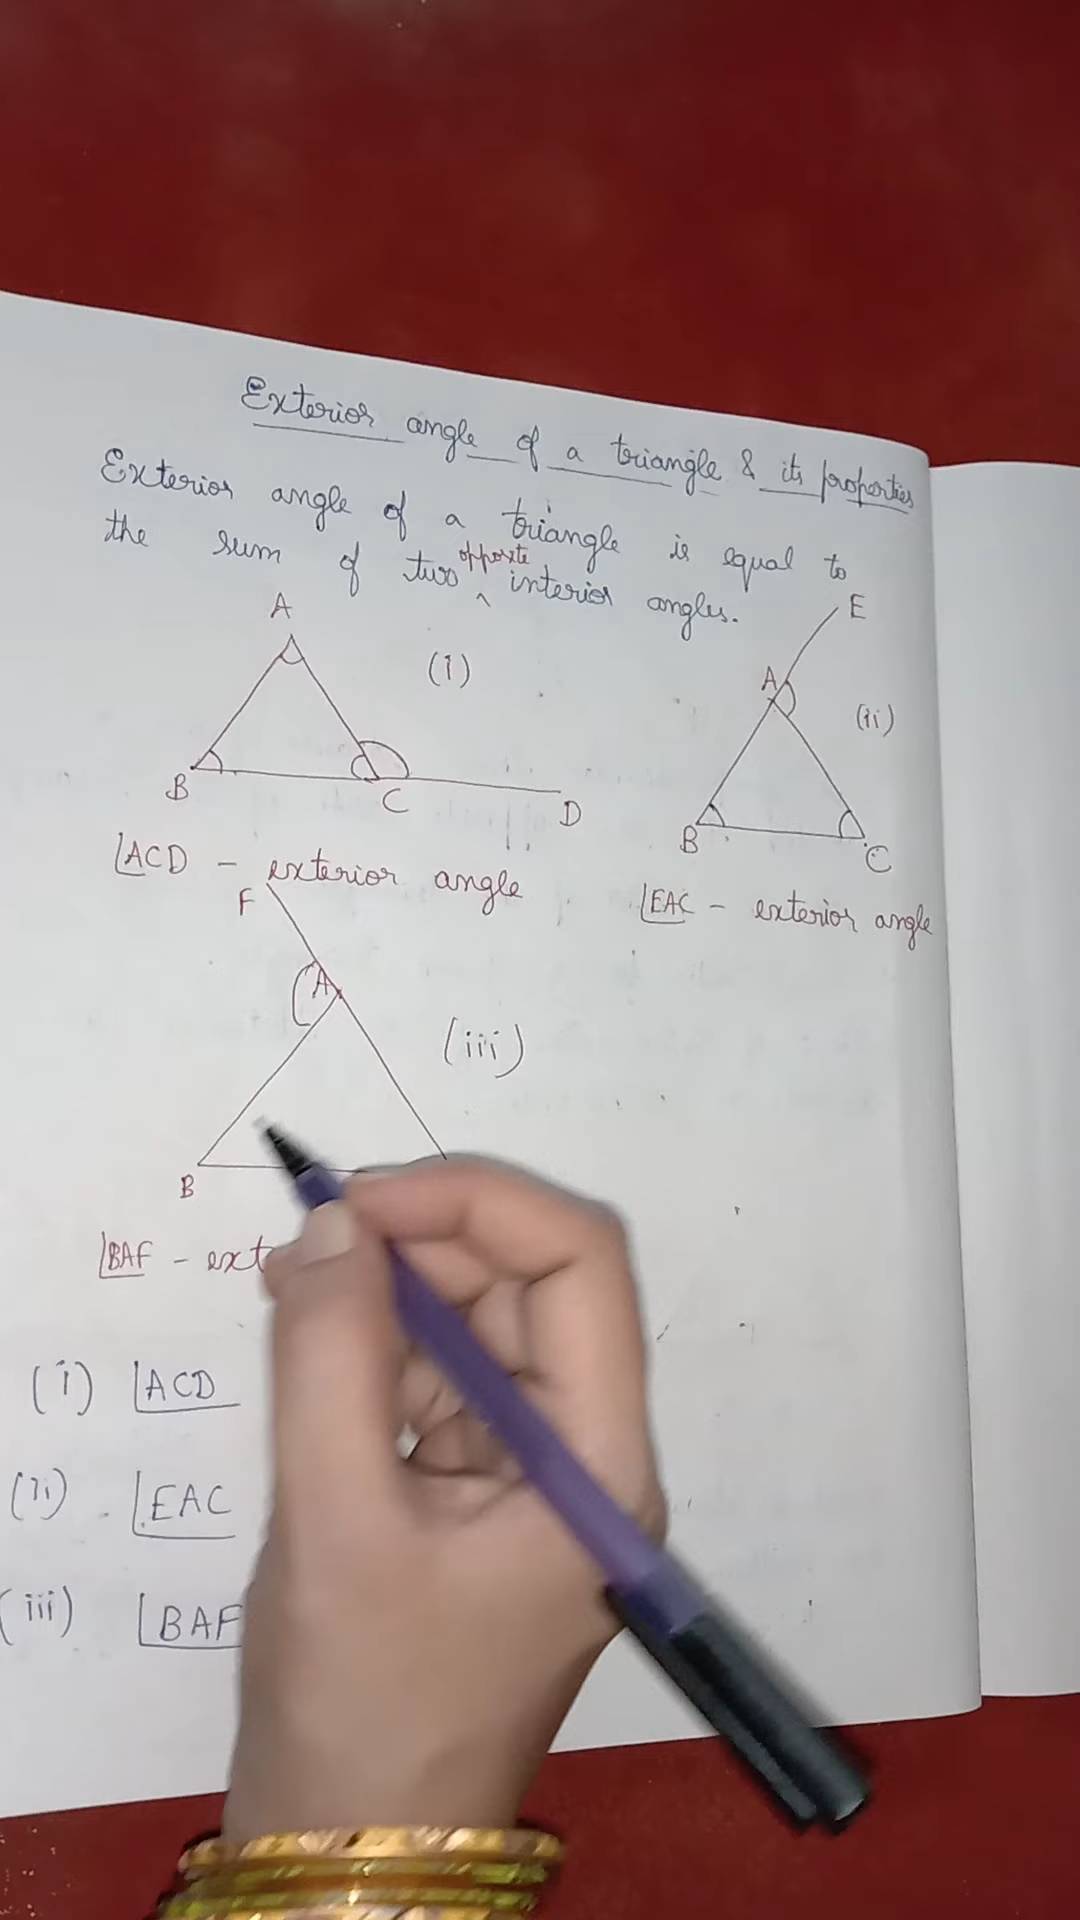 Exterior angle of a triangle & its properties
Exterior angle of a triangle is equal to
the sum of two opposite interior angles.
A
B
C
D
(i)
E
A
B
C
(ii)
∠ACD - exterior angle
∠EAC - exterior angle
F
A
B
(iii)
∠BAF - ext
(i) ∠ACD
(ii) ∠EAC
(iii) ∠BAF